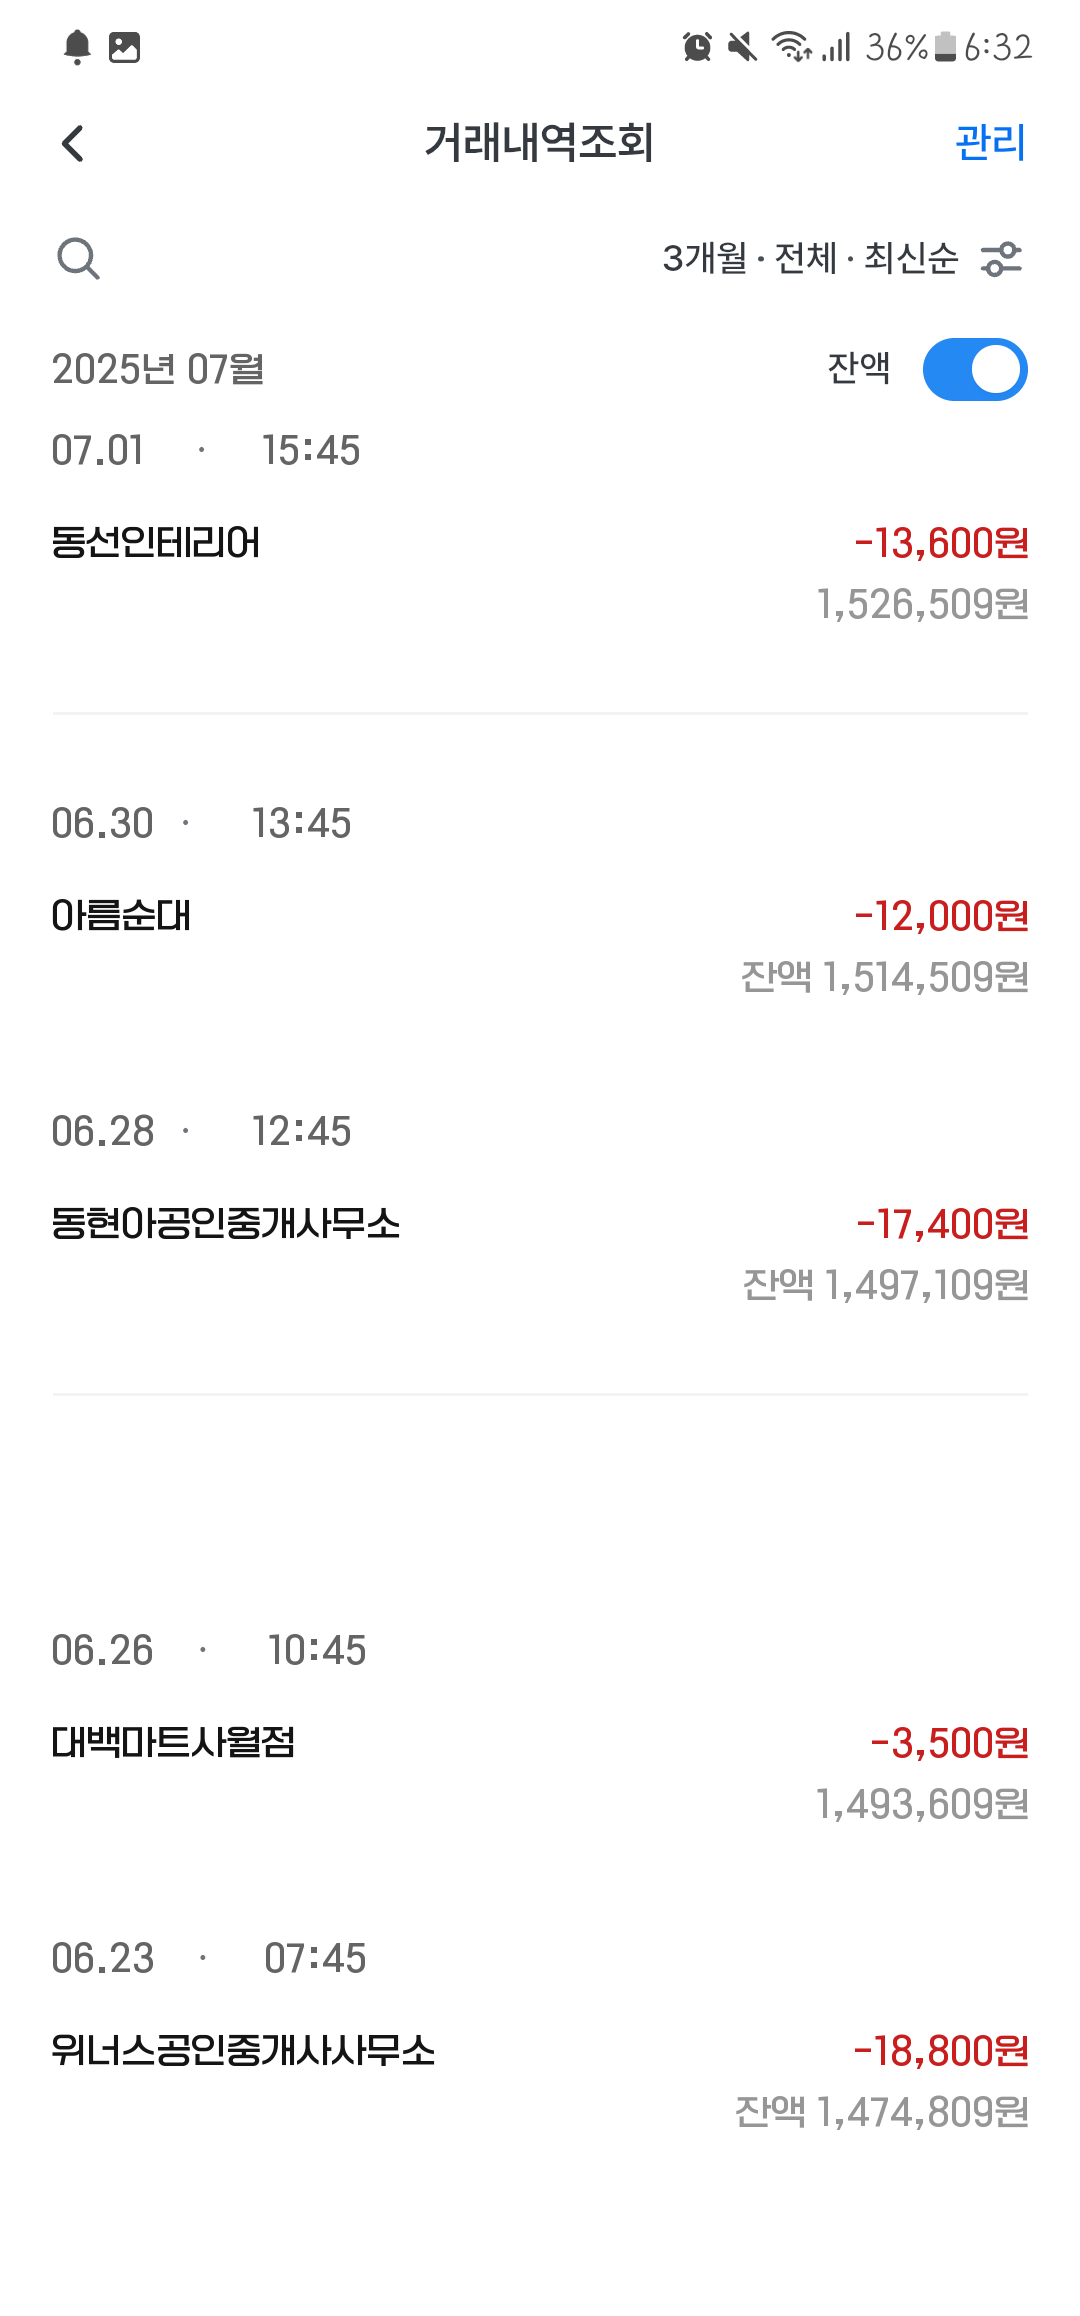 36% 6:32
거래내역조회 관리
3개월 · 전체 · 최신순
2025년 07월 잔액
07.01 · 15:45
동선인테리어 -13,600원
1,526,509원
06.30 · 13:45
아름순대 -12,000원
잔액 1,514,509원
06.28 · 12:45
동현아공인중개사무소 -17,400원
잔액 1,497,109원
06.26 · 10:45
대백마트사월점 -3,500원
1,493,609원
06.23 · 07:45
위너스공인중개사사무소 -18,800원
잔액 1,474,809원